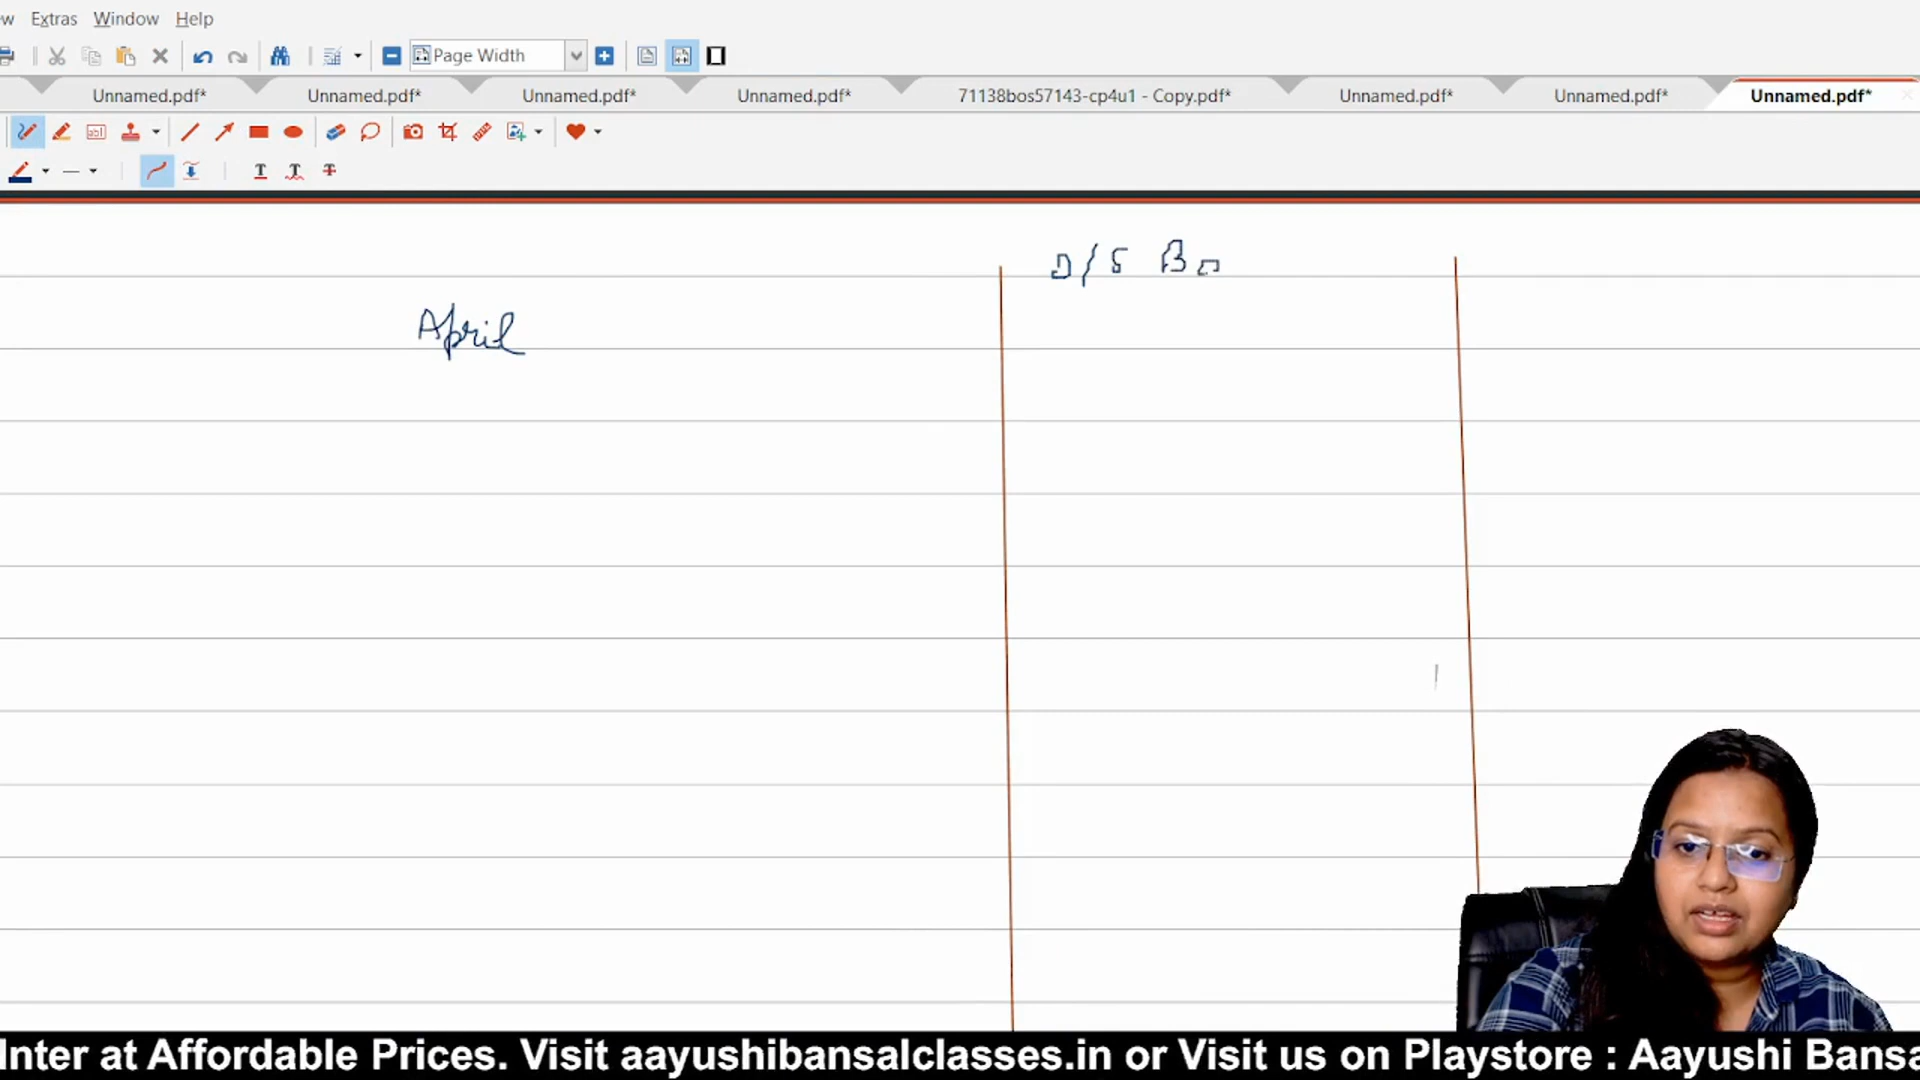 Extras Window Help
Page Width
Unnamed.pdf* Unnamed.pdf* Unnamed.pdf* Unnamed.pdf* 71138bos57143-cp4u1 - Copy.pdf* Unnamed.pdf* Unnamed.pdf* Unnamed.pdf*
D/S
April
Inter at Affordable Prices. Visit aayushibansalclasses.in or Visit us on Playstore : Aayushi Bansa